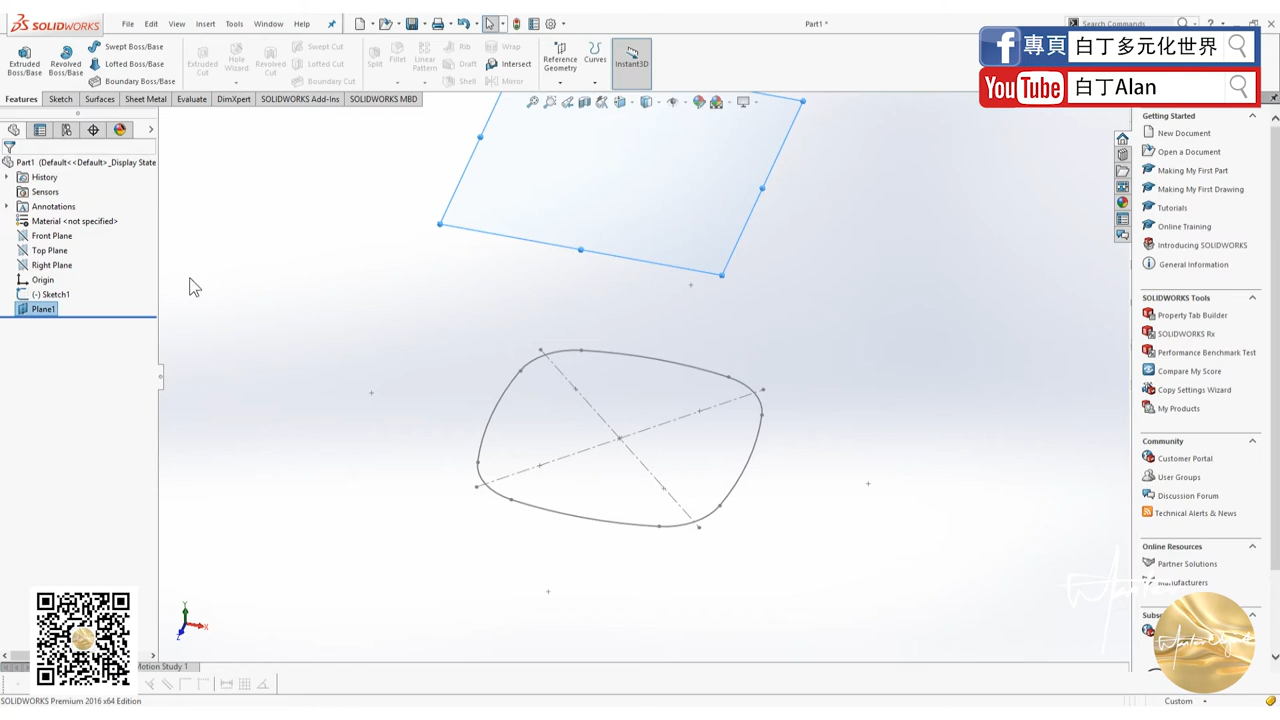 SOLIDWORKS
File
Edit
View
Insert
Tools
Window
Help
Part1 *
Search Commands
Extruded Boss/Base
Revolved Boss/Base
Swept Boss/Base
Lofted Boss/Base
Boundary Boss/Base
Extruded Cut
Hole Wizard
Revolved Cut
Swept Cut
Lofted Cut
Boundary Cut
Split
Fillet
Linear Pattern
Rib
Draft
Shell
Wrap
Intersect
Mirror
Reference Geometry
Curves
Instant3D
專頁 白丁多元化世界
YouTube 白丁Alan
Features
Sketch
Surfaces
Sheet Metal
Evaluate
DimXpert
SOLIDWORKS Add-Ins
SOLIDWORKS MBD
Part1 (Default<<Default>_Display State
History
Sensors
Annotations
Material <not specified>
Front Plane
Top Plane
Right Plane
Origin
(-) Sketch1
Plane1
Getting Started
New Document
Open a Document
Making My First Part
Making My First Drawing
Tutorials
Online Training
Introducing SOLIDWORKS
General Information
SOLIDWORKS Tools
Property Tab Builder
SOLIDWORKS Rx
Performance Benchmark Test
Compare My Score
Copy Settings Wizard
My Products
Community
Customer Portal
User Groups
Discussion Forum
Technical Alerts & News
Online Resources
Partner Solutions
Manufacturers
Y
X
Z
Motion Study 1
SOLIDWORKS Premium 2016 x64 Edition
Custom